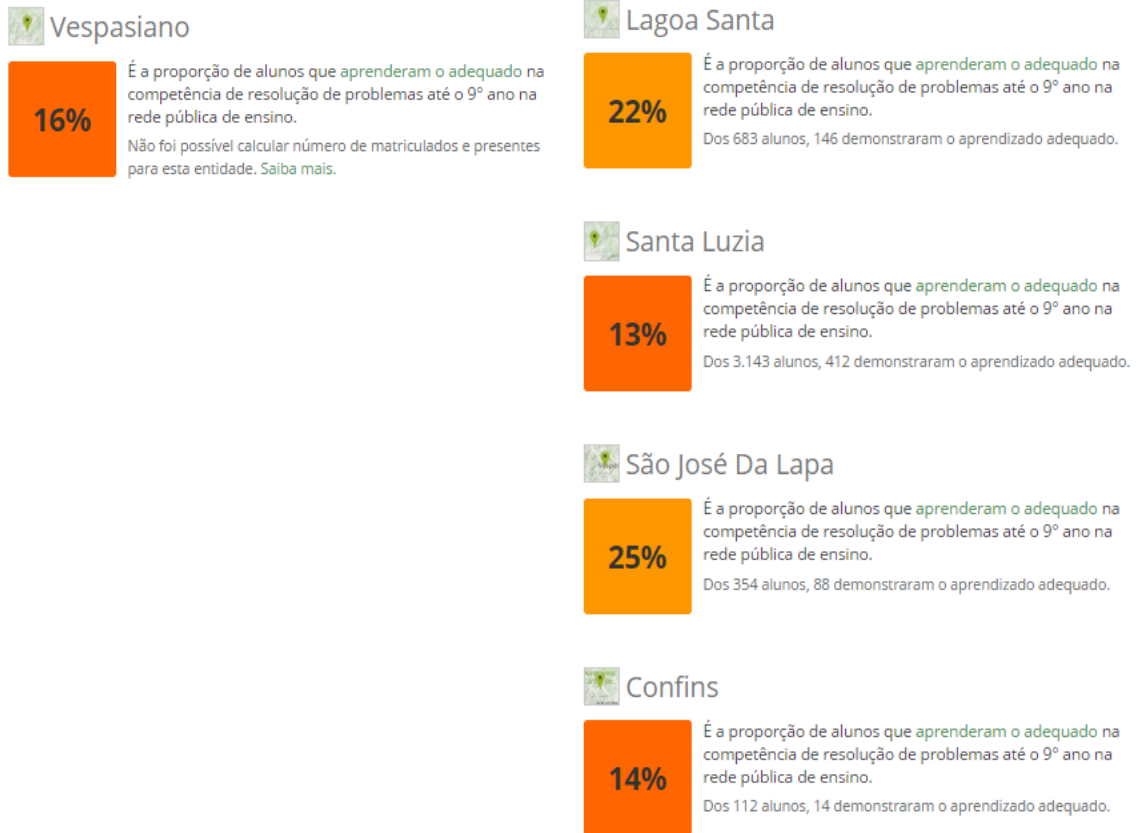 Vespasiano
16%
É a proporção de alunos que aprenderam o adequado na
competência de resolução de problemas até o 9° ano na
rede pública de ensino.
Não foi possível calcular número de matriculados e presentes
para esta entidade. Saiba mais.
Lagoa Santa
22%
É a proporção de alunos que aprenderam o adequado na
competência de resolução de problemas até o 9° ano na
rede pública de ensino.
Dos 683 alunos, 146 demonstraram o aprendizado adequado.
Santa Luzia
13%
É a proporção de alunos que aprenderam o adequado na
competência de resolução de problemas até o 9° ano na
rede pública de ensino.
Dos 3.143 alunos, 412 demonstraram o aprendizado adequado.
São José Da Lapa
25%
É a proporção de alunos que aprenderam o adequado na
competência de resolução de problemas até o 9° ano na
rede pública de ensino.
Dos 354 alunos, 88 demonstraram o aprendizado adequado.
Confins
14%
É a proporção de alunos que aprenderam o adequado na
competência de resolução de problemas até o 9° ano na
rede pública de ensino.
Dos 112 alunos, 14 demonstraram o aprendizado adequado.